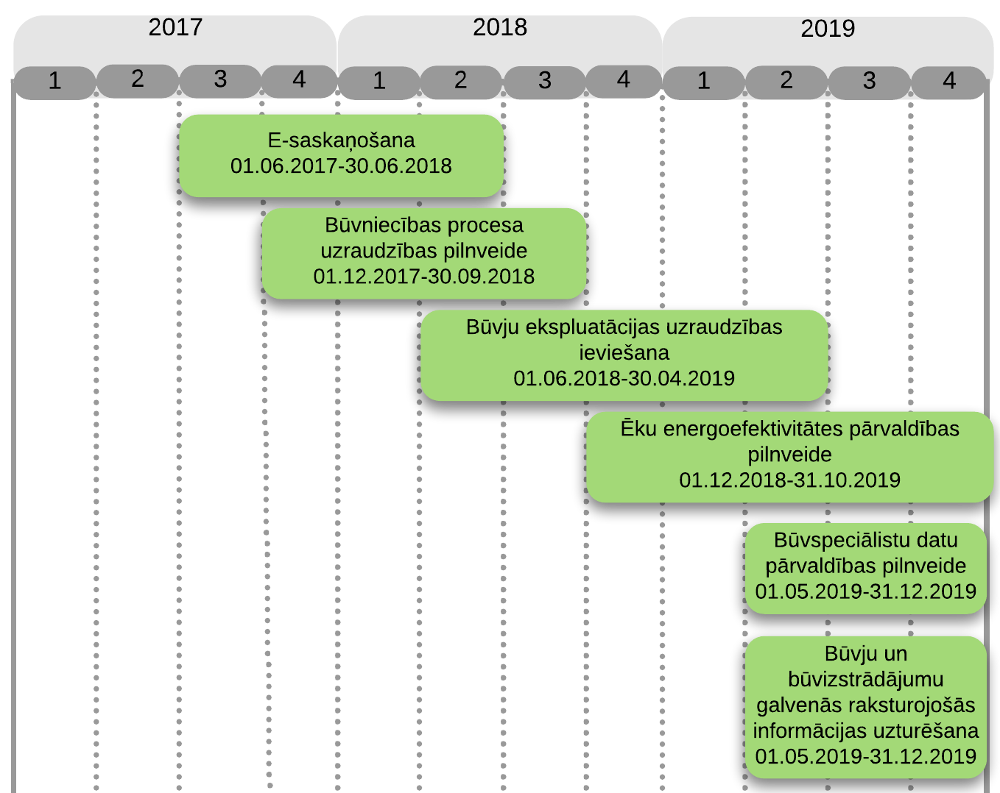 2017
2018
2019
1
2
3
4
1
2
3
4
1
2
3
4
E-saskaņošana
01.06.2017-30.06.2018
Būvniecības procesa
uzraudzības pilnveide
01.12.2017-30.09.2018
Būvju ekspluatācijas uzraudzības
ieviešana
01.06.2018-30.04.2019
Ēku energoefektivitātes pārvaldības
pilnveide
01.12.2018-31.10.2019
Būvspeciālistu datu
pārvaldības pilnveide
01.05.2019-31.12.2019
Būvju un
būvizstrādājumu
galvenās raksturojošās
informācijas uzturēšana
01.05.2019-31.12.2019